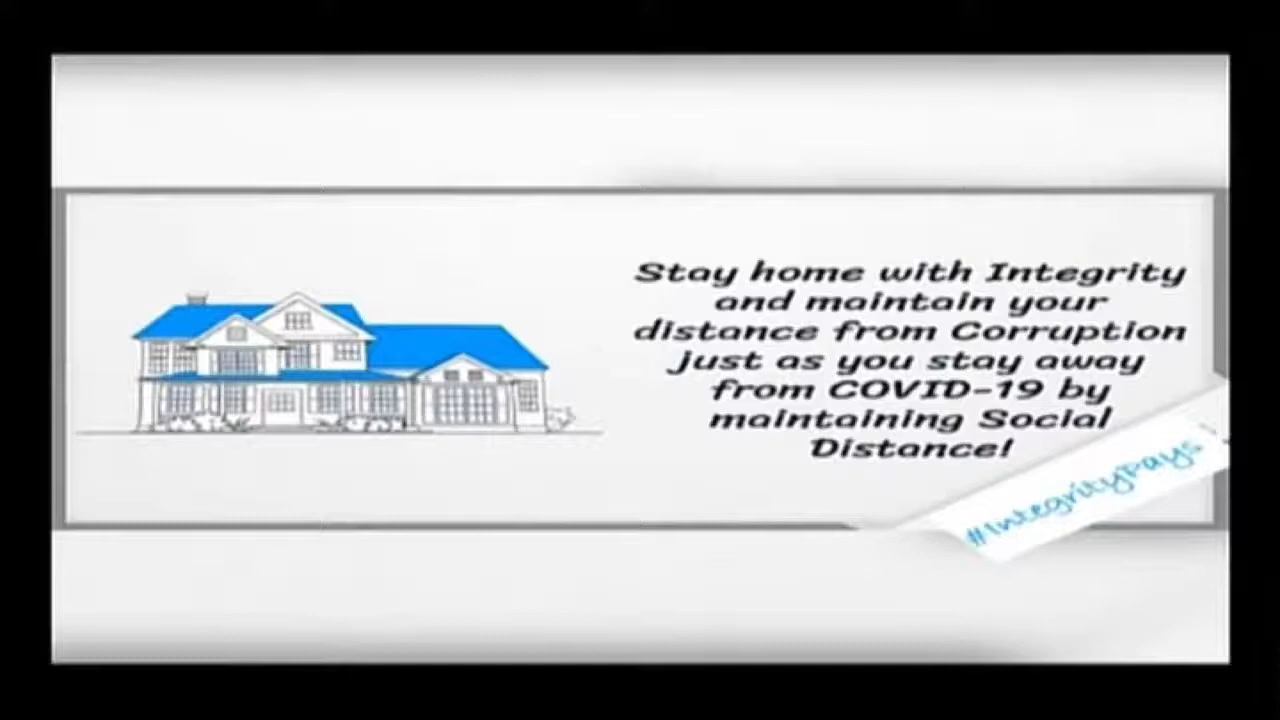 Stay home with Integrity
and maintain your
distance from Corruption
just as you stay away
from COVID-19 by
maintaining Social
Distance!
#IntegrityPays!